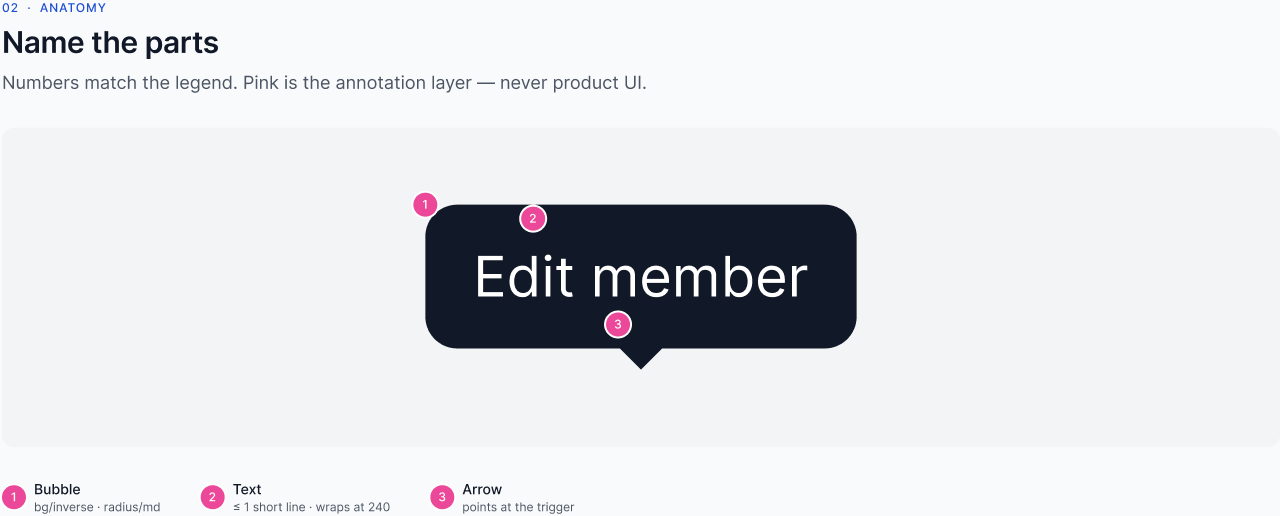 02 · ANATOMY
Name the parts
Numbers match the legend. Pink is the annotation layer — never product UI.
1
2
Edit member
3
1 Bubble
bg/inverse · radius/md
2 Text
≤ 1 short line · wraps at 240
3 Arrow
points at the trigger